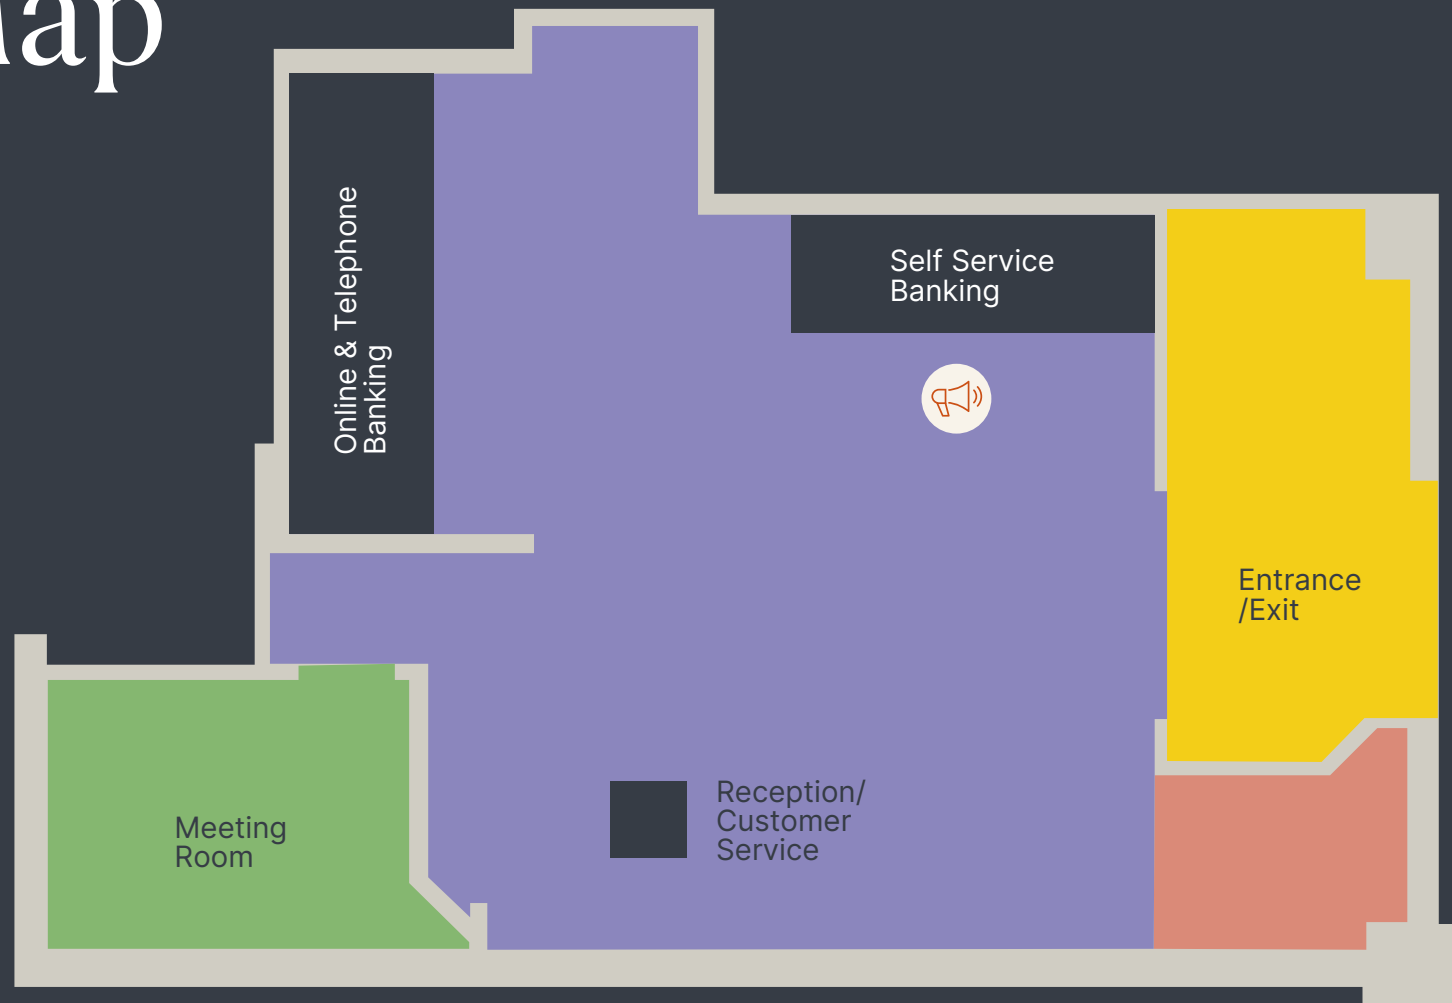 Online & Telephone
Banking
Self Service
Banking
Entrance
/Exit
Reception/
Customer
Service
Meeting
Room